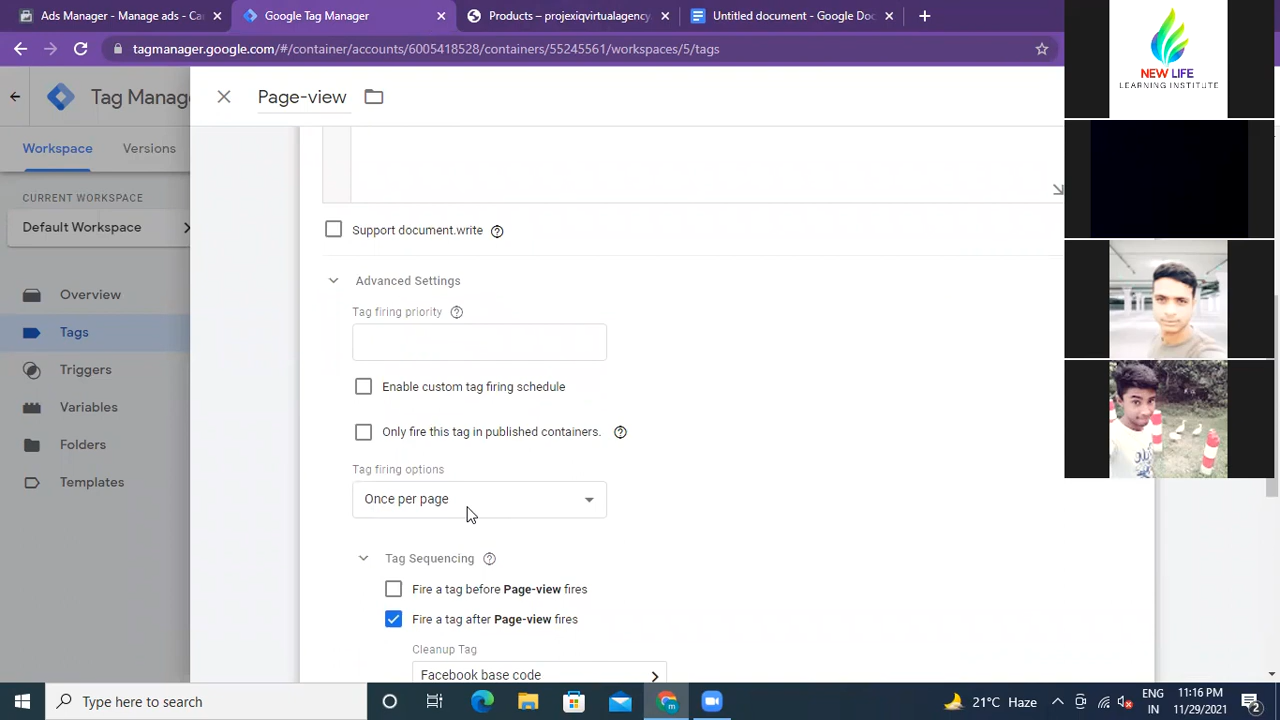 Ads Manager - Manage ads - Ca
Google Tag Manager
Products – projexiqvirtualagency
Untitled document - Google Doc
tagmanager.google.com/#/container/accounts/6005418528/containers/55245561/workspaces/5/tags
NEW LIFE
LEARNING INSTITUTE
Tag Manage
Page-view
Workspace
Versions
CURRENT WORKSPACE
Default Workspace
Overview
Tags
Triggers
Variables
Folders
Templates
Support document.write
Advanced Settings
Tag firing priority
Enable custom tag firing schedule
Only fire this tag in published containers.
Tag firing options
Once per page
Tag Sequencing
Fire a tag before Page-view fires
Fire a tag after Page-view fires
Cleanup Tag
Facebook base code
Type here to search
21°C Haze
ENG
IN
11:16 PM
11/29/2021
2